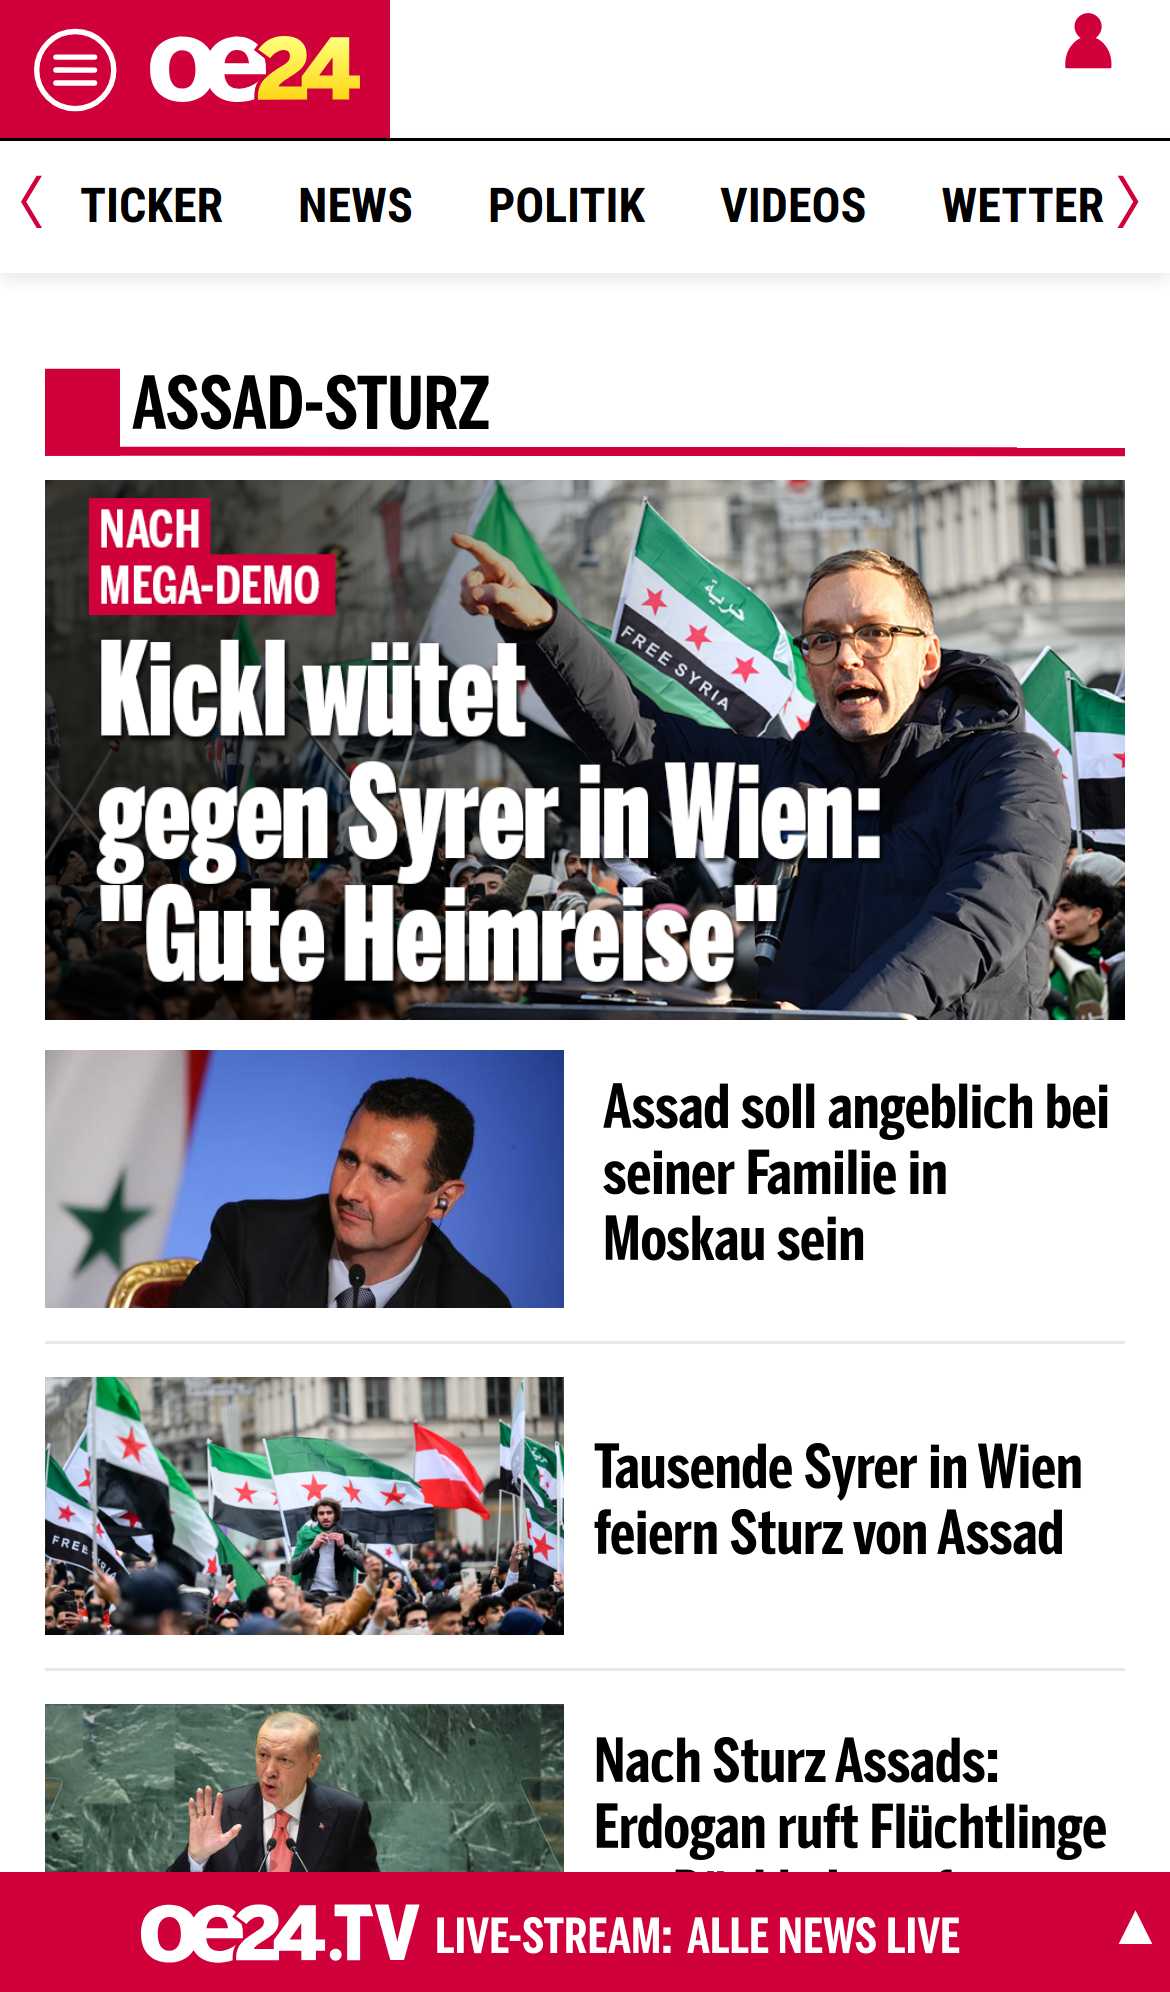 oe24
TICKER NEWS POLITIK VIDEOS WETTER
ASSAD-STURZ
NACH
MEGA-DEMO
Kickl wütet
gegen Syrer in Wien:
"Gute Heimreise"
حرية
FREE SYRIA
Assad soll angeblich bei
seiner Familie in
Moskau sein
FREE
Tausende Syrer in Wien
feiern Sturz von Assad
Nach Sturz Assads:
Erdogan ruft Flüchtlinge
oe24.TV LIVE-STREAM: ALLE NEWS LIVE